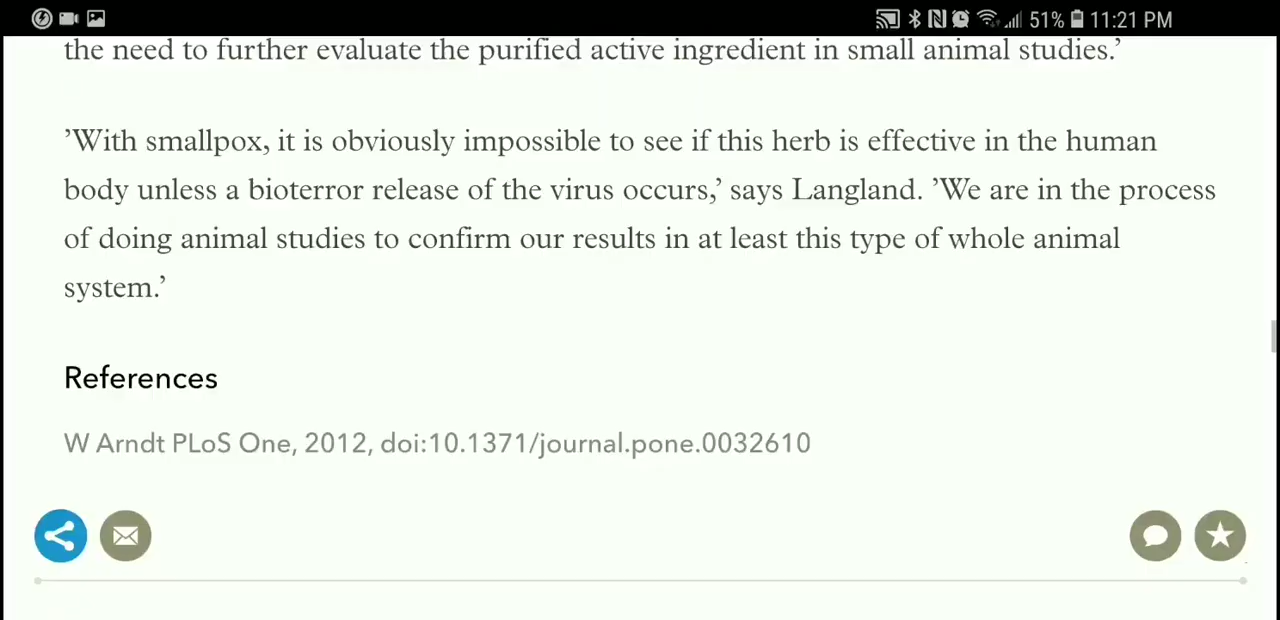 51% 11:21 PM
the need to further evaluate the purified active ingredient in small animal studies.’
’With smallpox, it is obviously impossible to see if this herb is effective in the human
body unless a bioterror release of the virus occurs,’ says Langland. ’We are in the process
of doing animal studies to confirm our results in at least this type of whole animal
system.’
References
W Arndt PLoS One, 2012, doi:10.1371/journal.pone.0032610